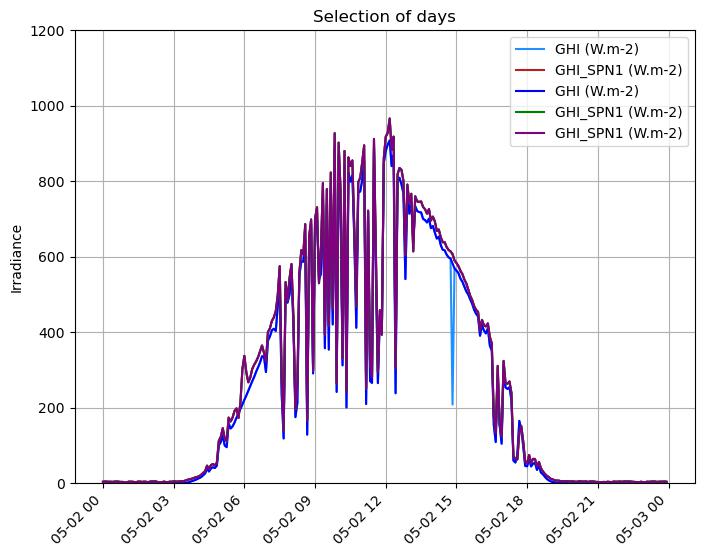 Selection of days
1200
1000
800
600
400
200
0
Irradiance
GHI (W.m-2)
GHI_SPN1 (W.m-2)
GHI (W.m-2)
GHI_SPN1 (W.m-2)
GHI_SPN1 (W.m-2)
05-02 00
05-02 03
05-02 06
05-02 09
05-02 12
05-02 15
05-02 18
05-02 21
05-03 00